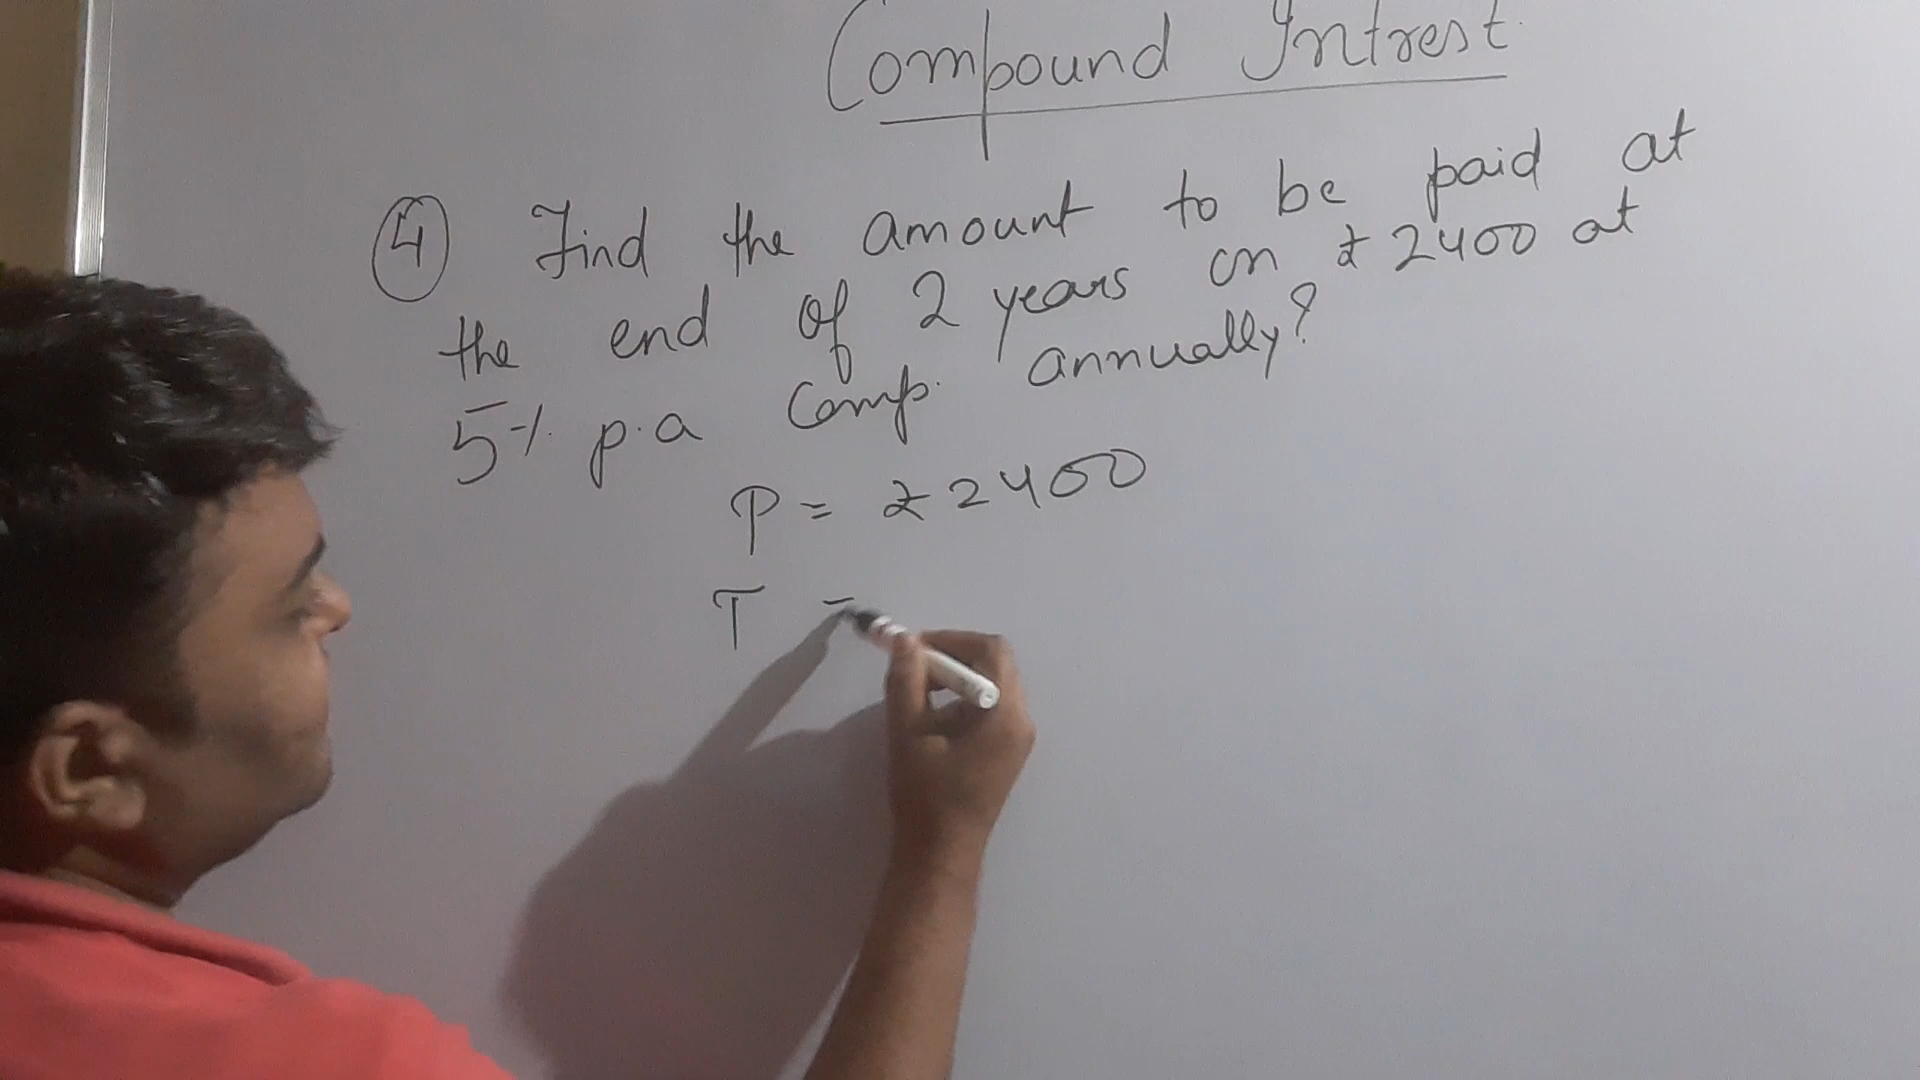 Compound Intrest
④ Find the amount to be paid at
the end of 2 years on ₹ 2400 at
5% p.a Comp. annually?
P = ₹ 2400
T =